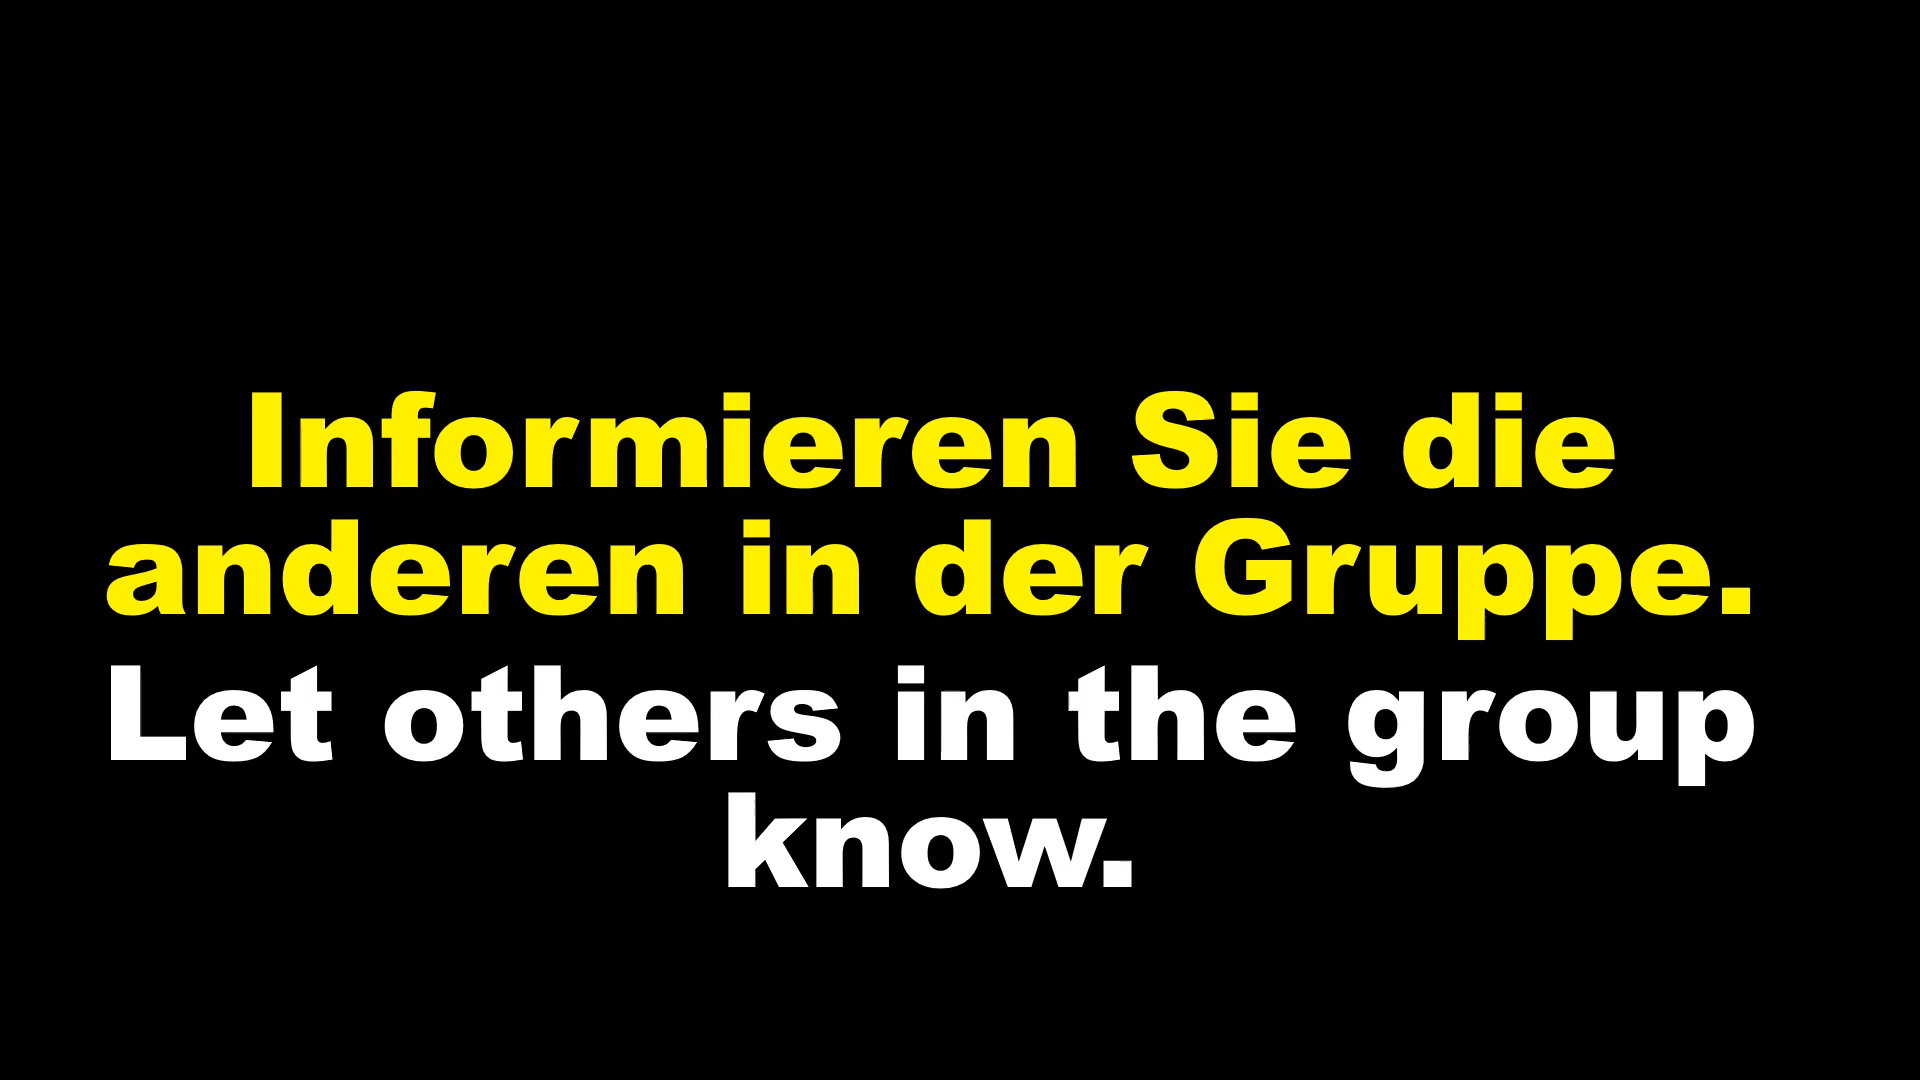 Informieren Sie die
anderen in der Gruppe.
Let others in the group
know.